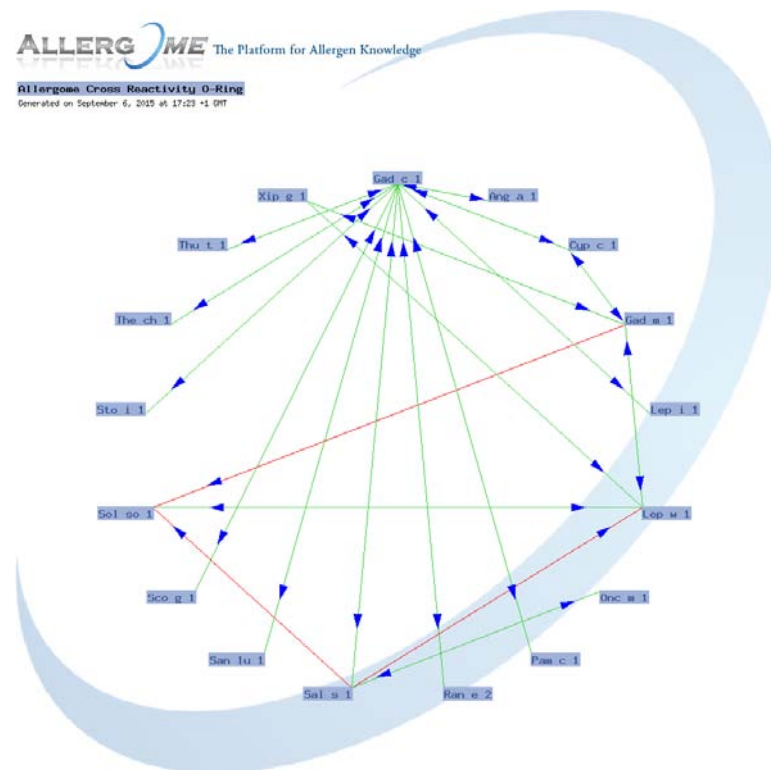 ALLERGOME The Platform for Allergen Knowledge
Allergome Cross Reactivity O-Ring
Generated on September 6, 2015 at 17:23 +1 GMT
Gad c 1
Xip g 1
Ang a 1
Thu t 1
Cyp c 1
The ch 1
Gad m 1
Sto i 1
Lep i 1
Sol so 1
Lep w 1
Sco g 1
Onc m 1
San lu 1
Pam c 1
Sal s 1
Ran e 2